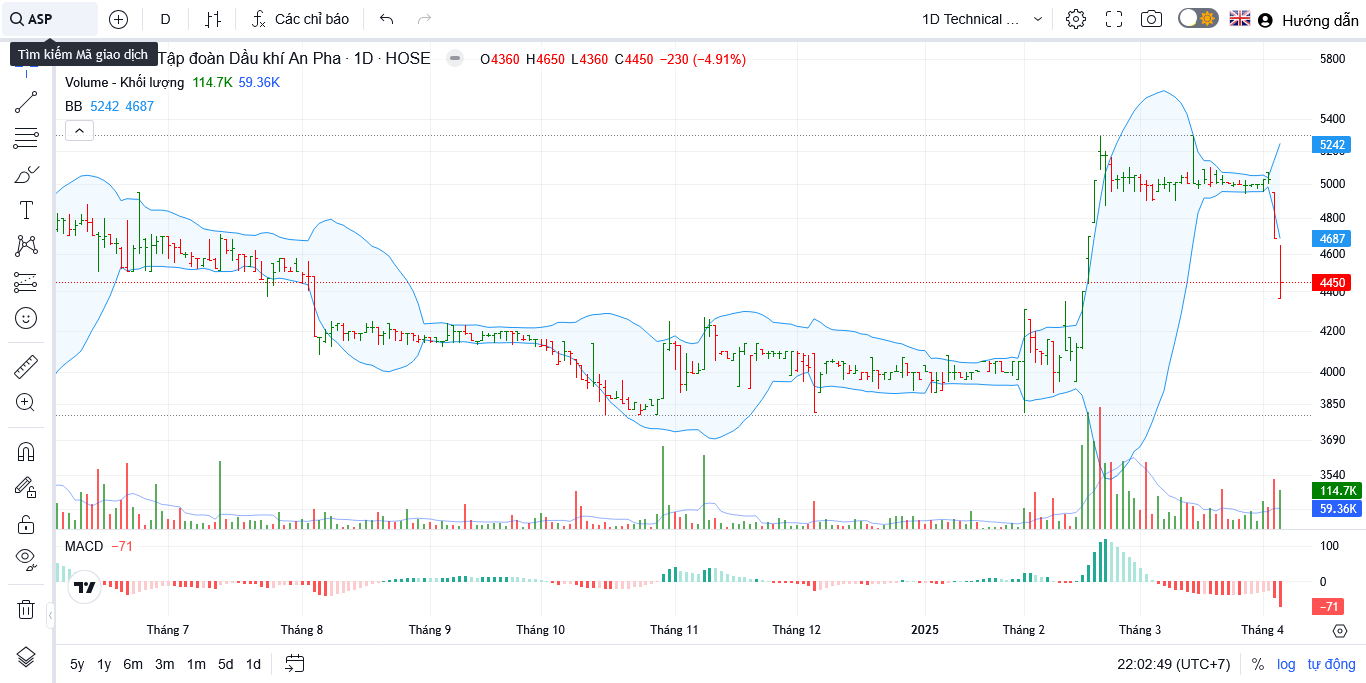 ASP D Các chỉ báo 1D Technical ... Hướng dẫn
Tìm kiếm Mã giao dịch
Tập đoàn Dầu khí An Pha · 1D · HOSE O4360 H4650 L4360 C4450 −230 (−4.91%)
Volume - Khối lượng 114.7K 59.36K
BB 5242 4687
5800
5400
5242
5000
4800
4687
4600
4450
4400
4200
4000
3850
3690
3540
114.7K
59.36K
MACD −71
100
0
−71
Tháng 7 Tháng 8 Tháng 9 Tháng 10 Tháng 11 Tháng 12 2025 Tháng 2 Tháng 3 Tháng 4
5y 1y 6m 3m 1m 5d 1d 22:02:49 (UTC+7) % log tự động